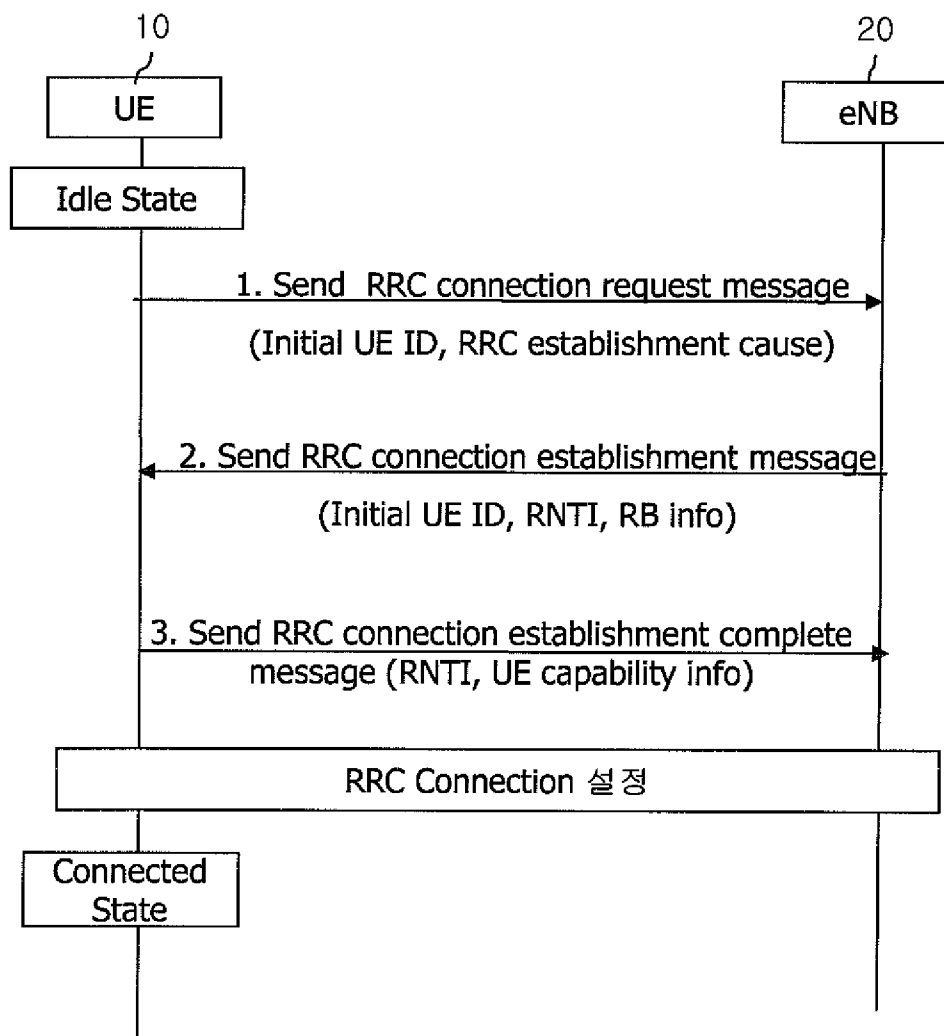 10
20
UE
eNB
Idle State
1. Send RRC connection request message
(Initial UE ID, RRC establishment cause)
2. Send RRC connection establishment message
(Initial UE ID, RNTI, RB info)
3. Send RRC connection establishment complete
message (RNTI, UE capability info)
RRC Connection 설정
Connected
State